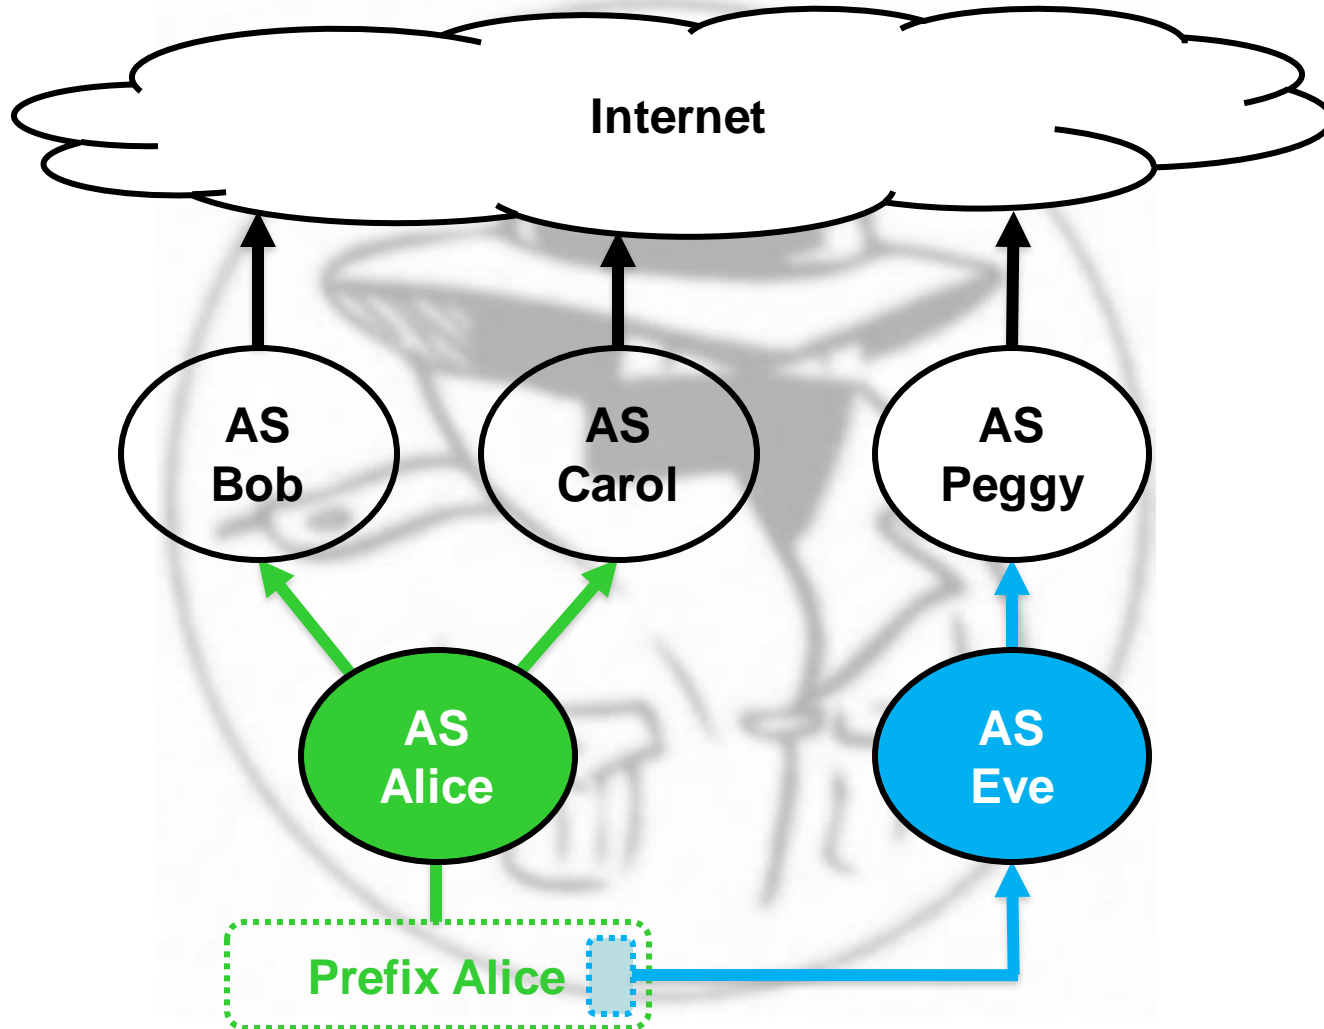 Internet
AS
Bob
AS
Carol
AS
Peggy
AS
Alice
AS
Eve
Prefix Alice